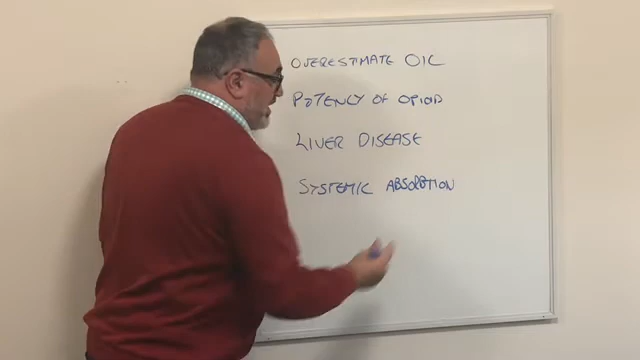 OVERESTIMATE OIC
POTENCY OF OPIOID
LIVER DISEASE
SYSTEMIC ABSORPTION